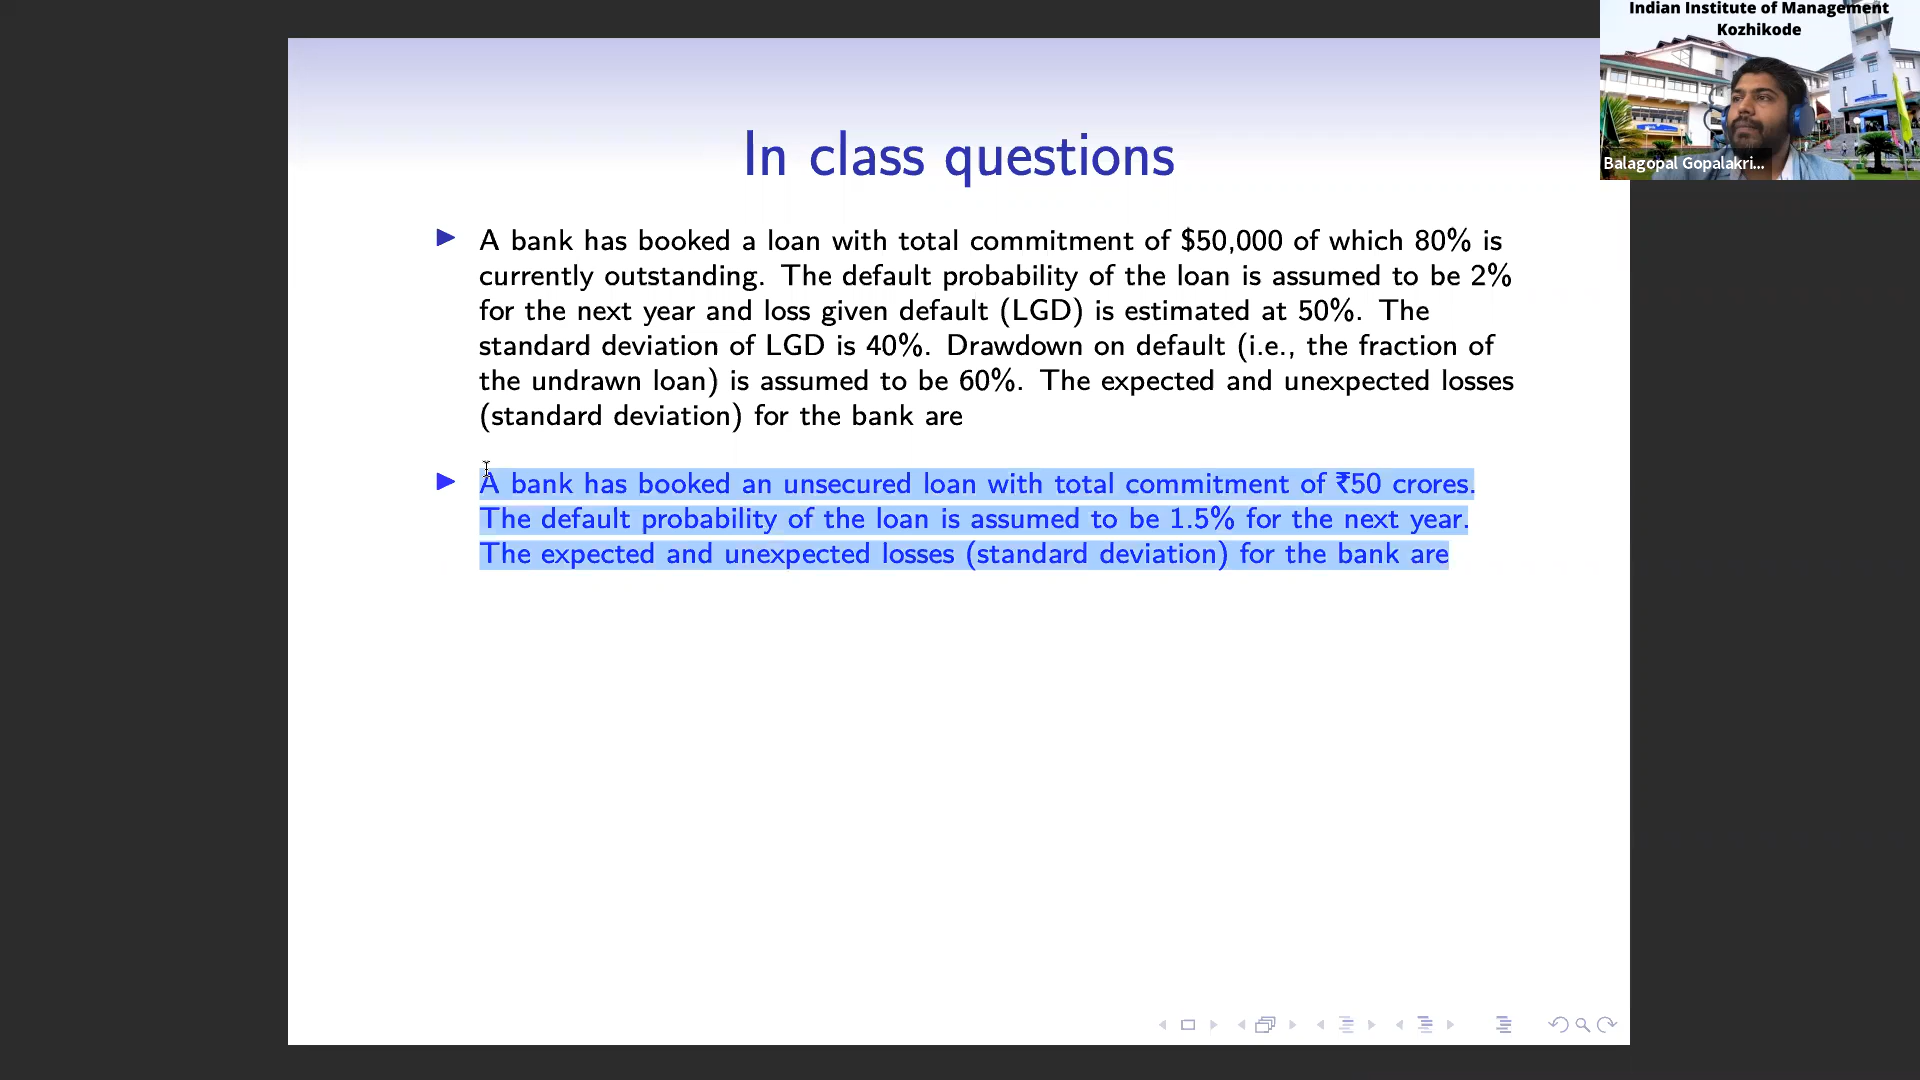 Indian Institute of Management
Kozhikode
Balagopal Gopalakri...
In class questions
A bank has booked a loan with total commitment of $50,000 of which 80% is
currently outstanding. The default probability of the loan is assumed to be 2%
for the next year and loss given default (LGD) is estimated at 50%. The
standard deviation of LGD is 40%. Drawdown on default (i.e., the fraction of
the undrawn loan) is assumed to be 60%. The expected and unexpected losses
(standard deviation) for the bank are
A bank has booked an unsecured loan with total commitment of ₹50 crores.
The default probability of the loan is assumed to be 1.5% for the next year.
The expected and unexpected losses (standard deviation) for the bank are